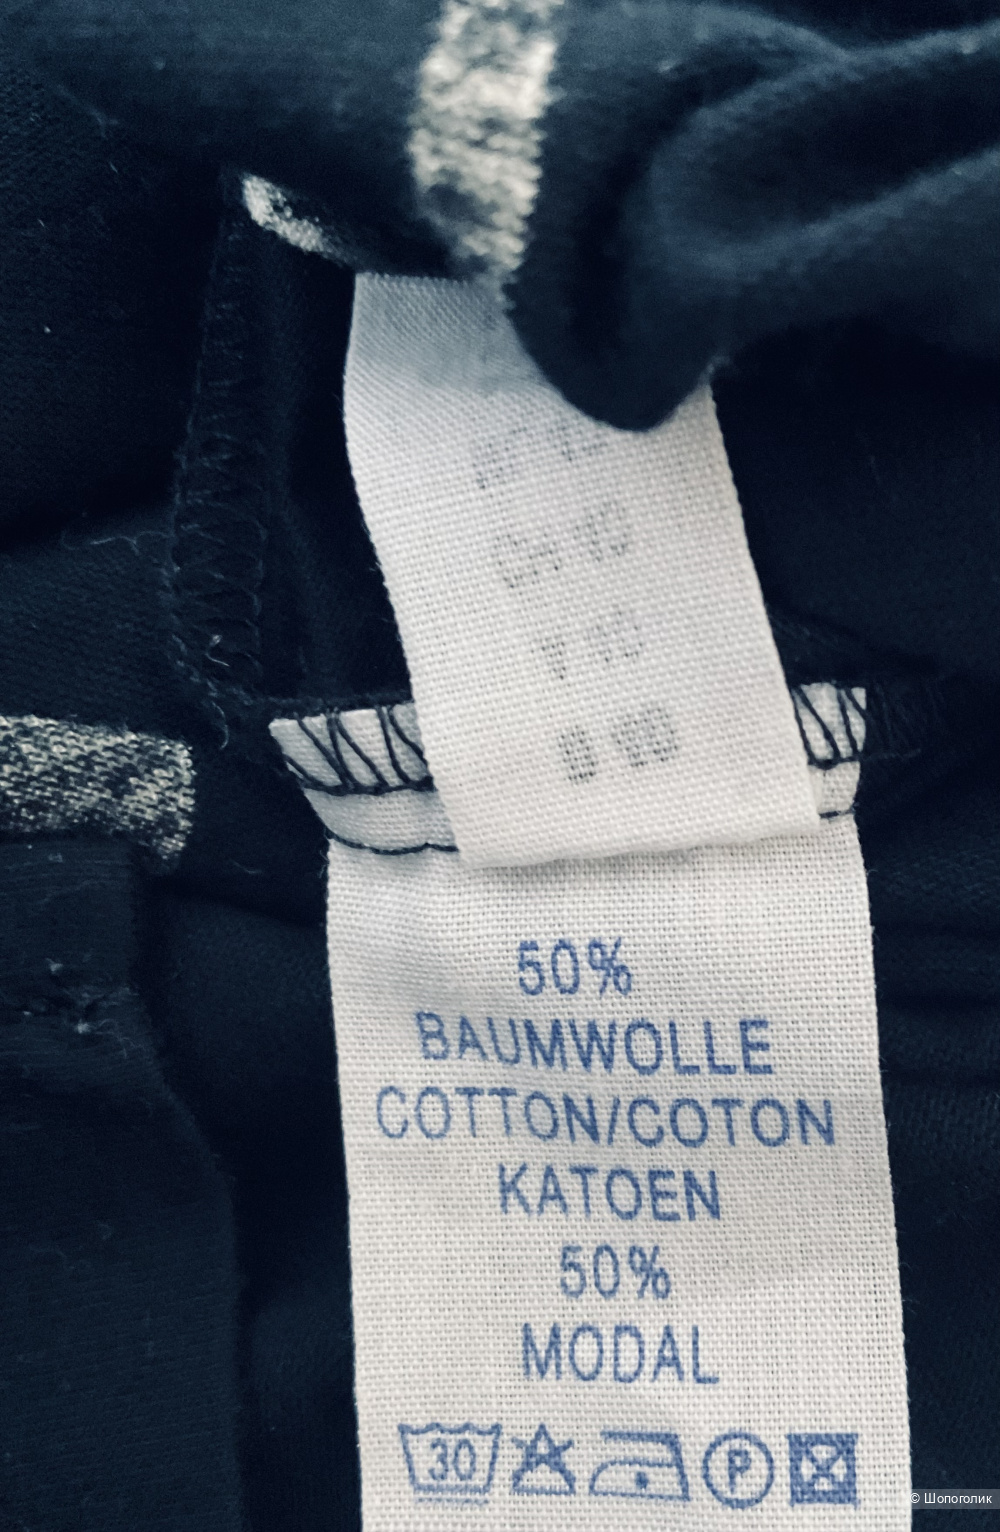 50%
BAUMWOLLE
COTTON/COTON
KATOEN
50%
MODAL
30 P
© Шопоголик